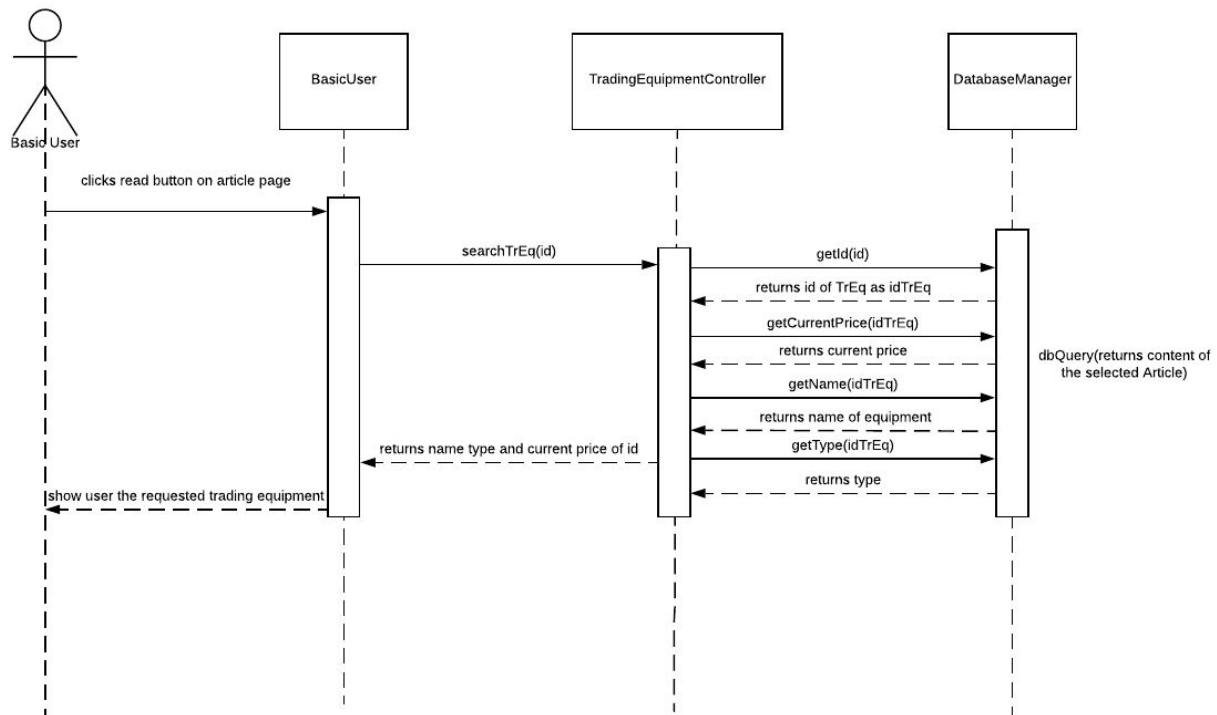 BasicUser
TradingEquipmentController
DatabaseManager
Basic User
clicks read button on article page
searchTrEq(id)
getId(id)
returns id of TrEq as idTrEq
getCurrentPrice(idTrEq)
returns current price
dbQuery(returns content of
the selected Article)
getName(idTrEq)
returns name of equipment
getType(idTrEq)
returns name type and current price of id
returns type
show user the requested trading equipment